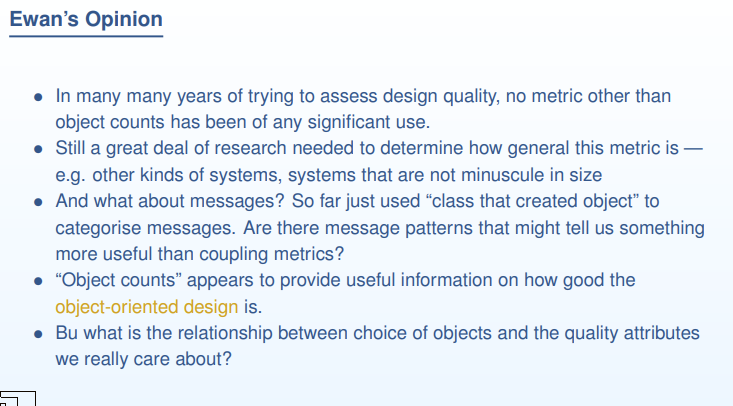 Ewan's Opinion
● In many many years of trying to assess design quality, no metric other than
object counts has been of any significant use.
● Still a great deal of research needed to determine how general this metric is —
e.g. other kinds of systems, systems that are not minuscule in size
● And what about messages? So far just used “class that created object” to
categorise messages. Are there message patterns that might tell us something
more useful than coupling metrics?
● “Object counts” appears to provide useful information on how good the
object-oriented design is.
● Bu what is the relationship between choice of objects and the quality attributes
we really care about?